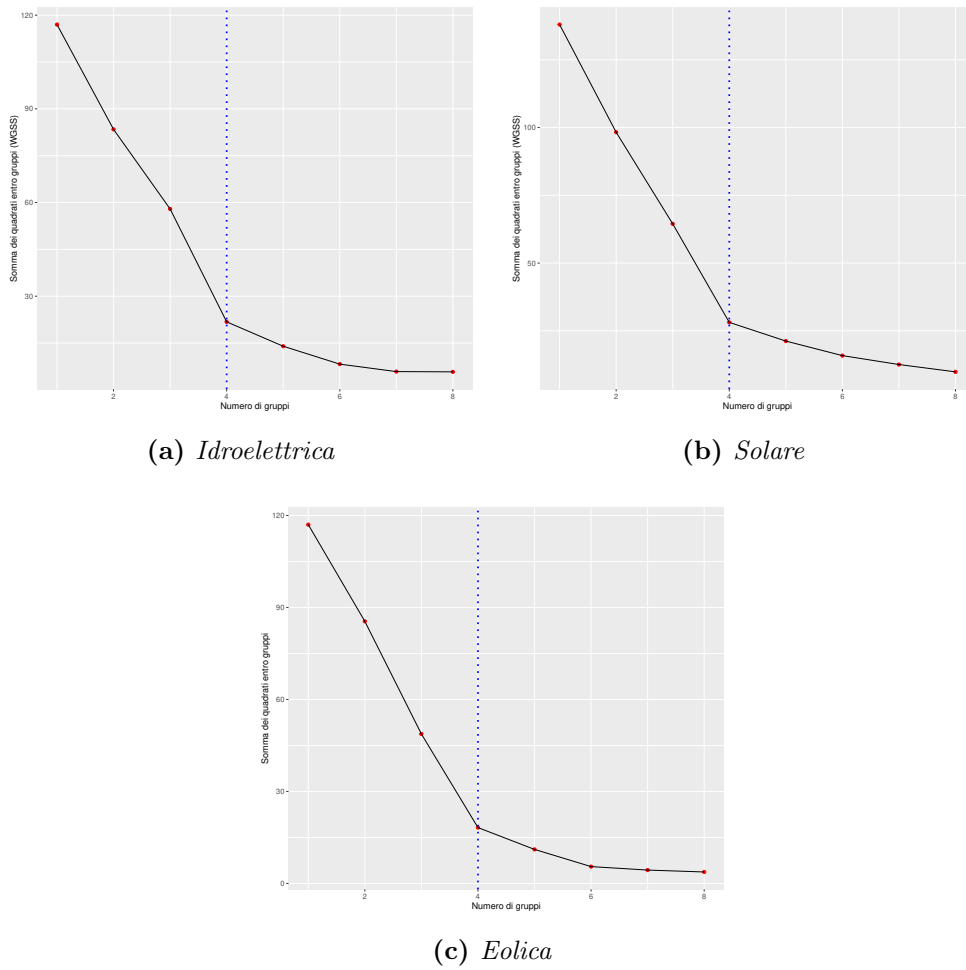 120
90
60
30
Somma dei quadrati entro gruppi (WGSS)
2
4
6
8
Numero di gruppi
(a) Idroelettrica
100
50
Somma dei quadrati entro gruppi (WGSS)
2
4
6
8
Numero di gruppi
(b) Solare
120
90
60
30
0
Somma dei quadrati entro gruppi
2
4
6
8
Numero di gruppi
(c) Eolica